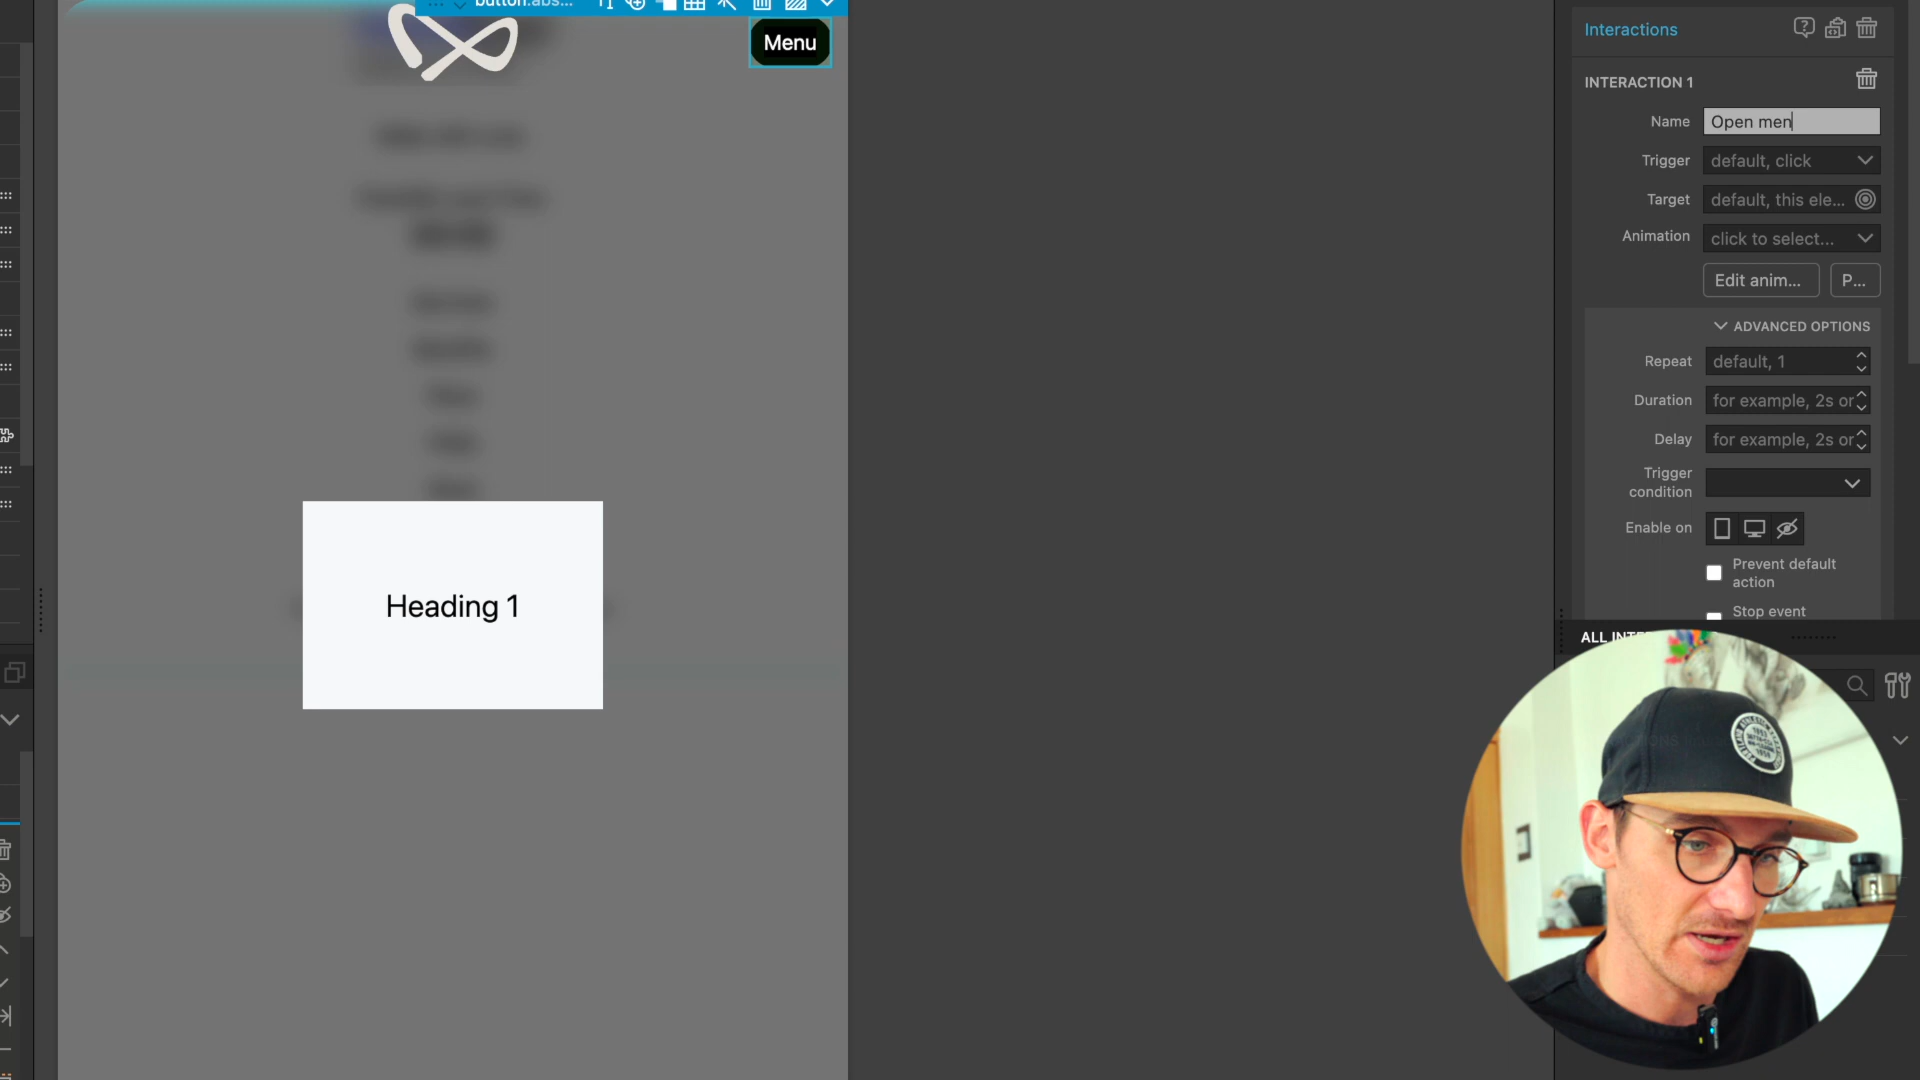 button.abs...
Menu
Interactions
INTERACTION 1
Name Open men
Trigger default, click
Target default, this ele...
Animation click to select...
Edit anim... P...
ADVANCED OPTIONS
Repeat default, 1
Duration for example, 2s or
Delay for example, 2s or
Trigger
condition
Enable on
Prevent default
action
Stop event
ALL INTE
Heading 1